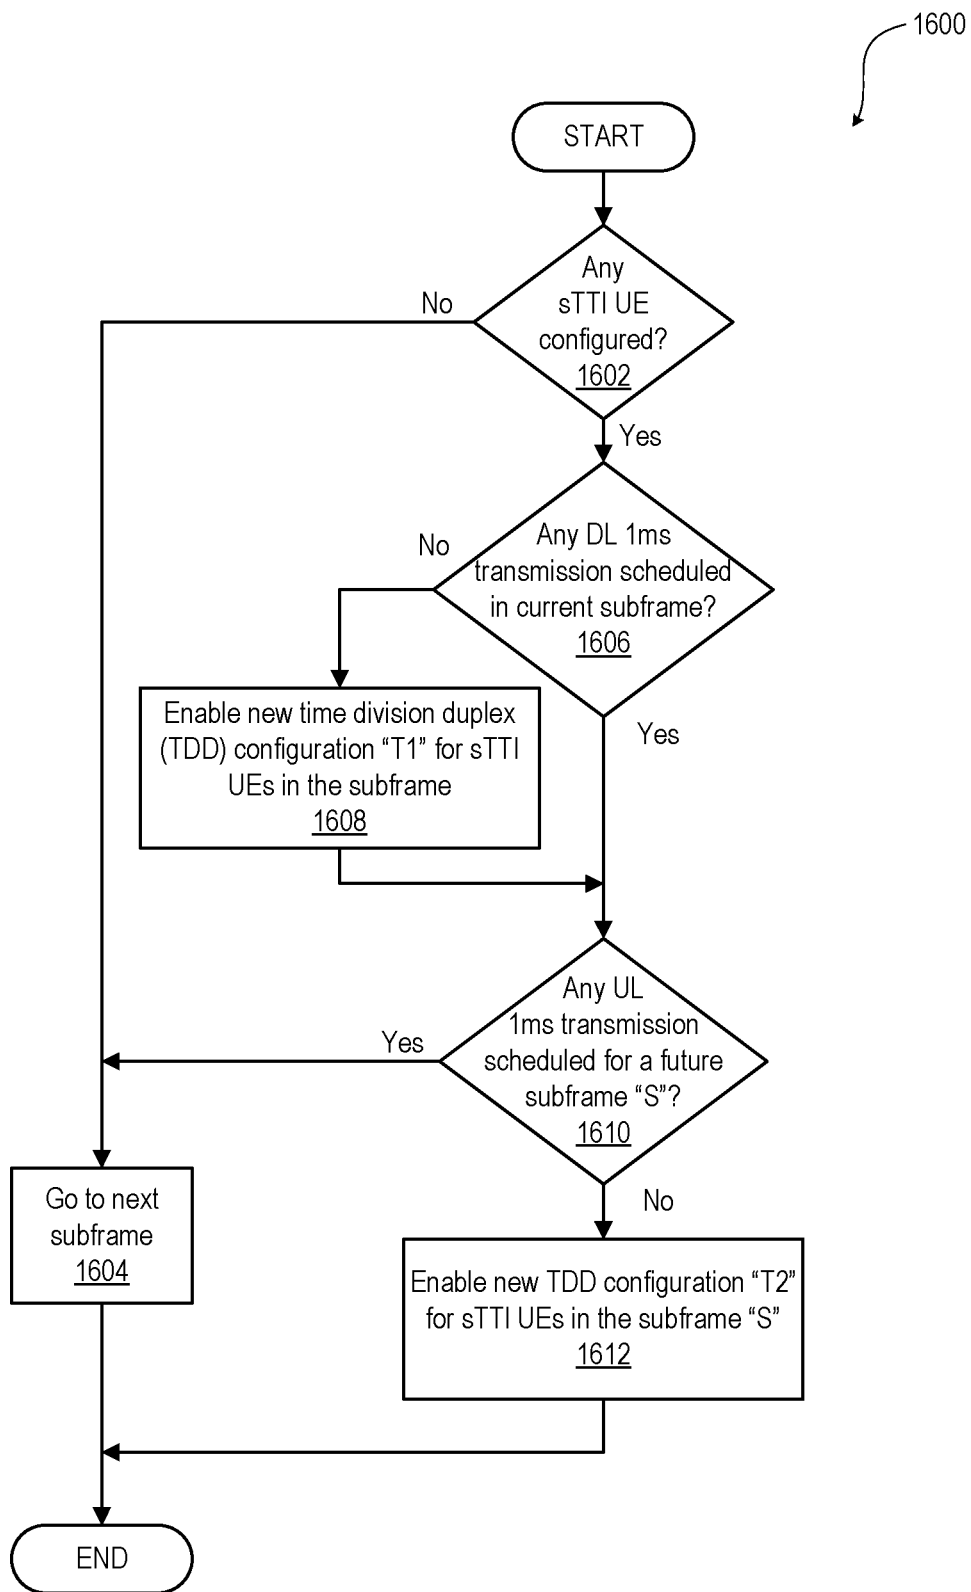 1600
START
Any
sTTI UE
configured?
1602
No
Yes
Any DL 1ms
transmission scheduled
in current subframe?
1606
No
Yes
Enable new time division duplex
(TDD) configuration “T1” for sTTI
UEs in the subframe
1608
Any UL
1ms transmission
scheduled for a future
subframe “S”?
1610
Yes
No
Go to next
subframe
1604
Enable new TDD configuration “T2”
for sTTI UEs in the subframe “S”
1612
END